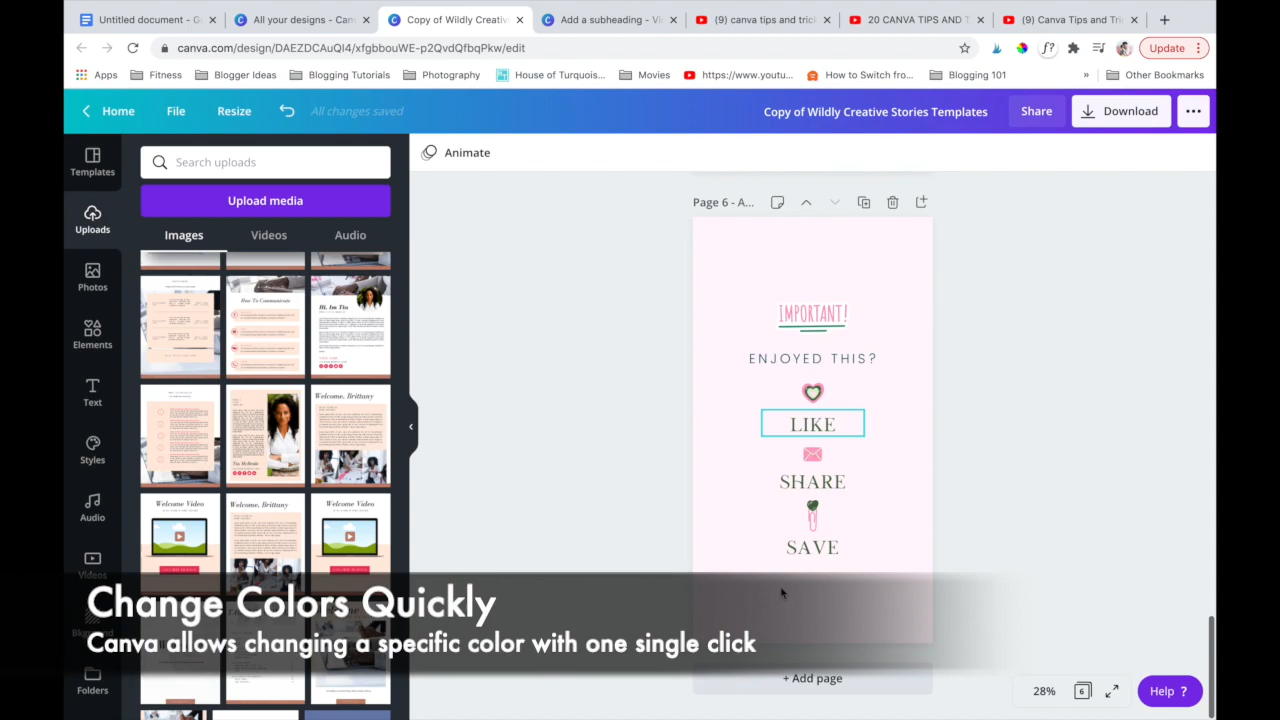 Untitled document - G
All your designs - Can
Copy of Wildly Creativ
Add a subheading - Vi
(9) canva tips and trick
20 CANVA TIPS AND T
(9) Canva Tips and Tri
canva.com/design/DAEZDCAuQI4/xfgbbouWE-p2QvdQfbqPkw/edit
f?
Update
Apps
Fitness
Blogger Ideas
Blogging Tutorials
Photography
House of Turquois...
Movies
https://www.you...
How to Switch fro...
Blogging 101
»
Other Bookmarks
Home
File
Resize
All changes saved
Copy of Wildly Creative Stories Templates
Share
Download
Templates
Uploads
Photos
Elements
Text
Styles
Audio
Videos
Folders
Search uploads
Upload media
Images
Videos
Audio
How To Communicate
Hi, Im Tia
Welcome, Brittany
Tia McBride
Welcome Video
Welcome, Brittany
Welcome Video
Animate
Page 6 - A...
IMPORTANT!
ENJOYED THIS?
LIKE
SHARE
SAVE
Change Colors Quickly
Canva allows changing a specific color with one single click
+ Add page
28%
6
Help ?